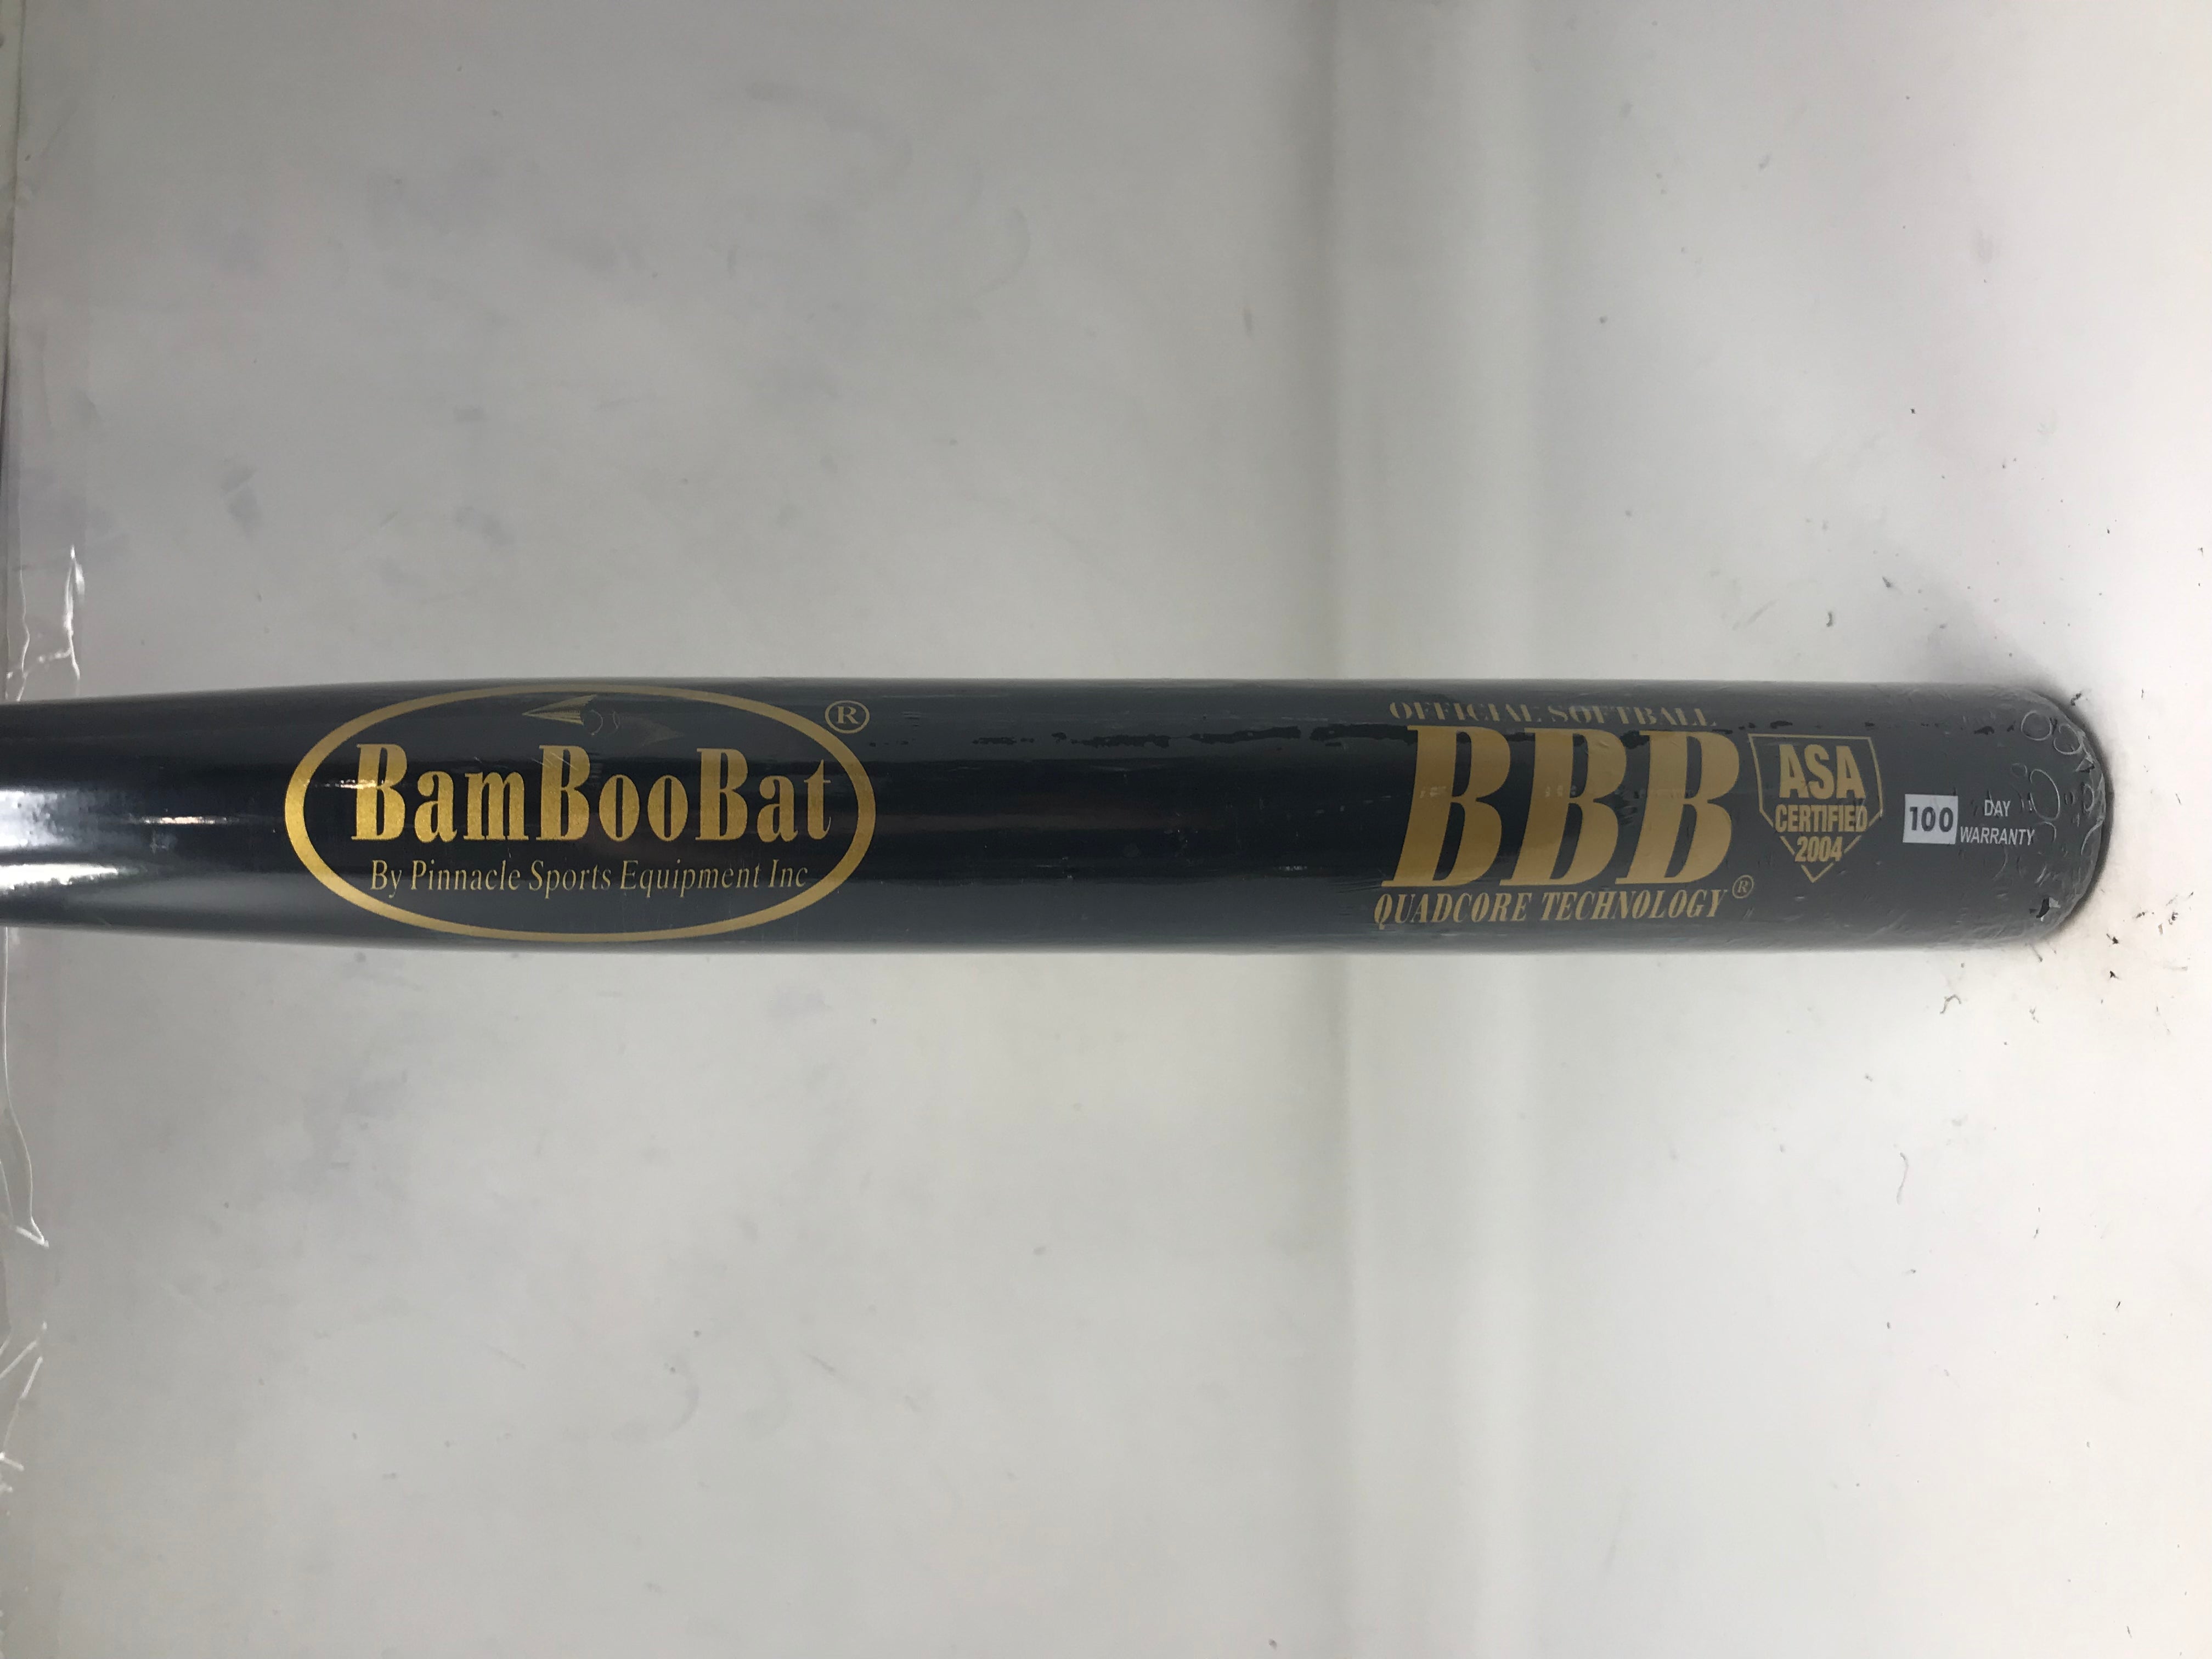 BamBooBat ®
By Pinnacle Sports Equipment Inc
OFFICIAL SOFTBALL
BBB
QUADCORE TECHNOLOGY ®
ASA
CERTIFIED
2004
100 DAY
WARRANTY